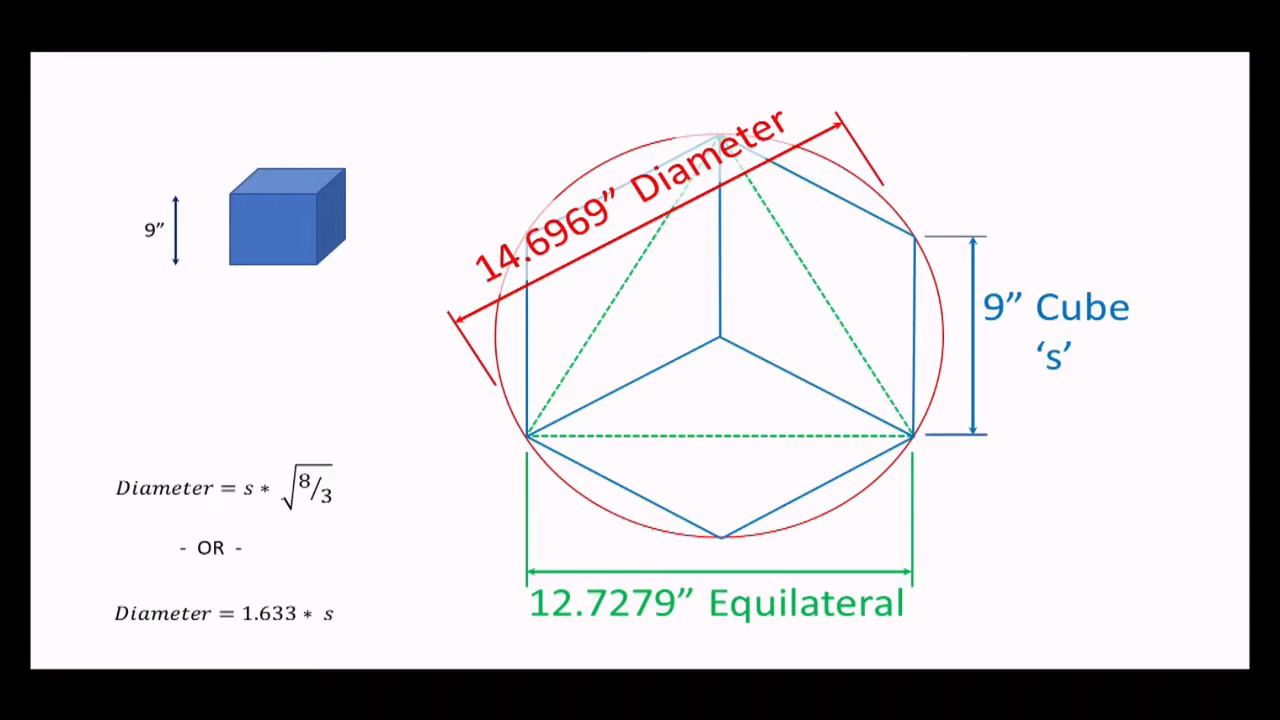 14.6969” Diameter
9”
9” Cube
‘s’
Diameter = s * √8/3
- OR -
Diameter = 1.633 * s
12.7279” Equilateral